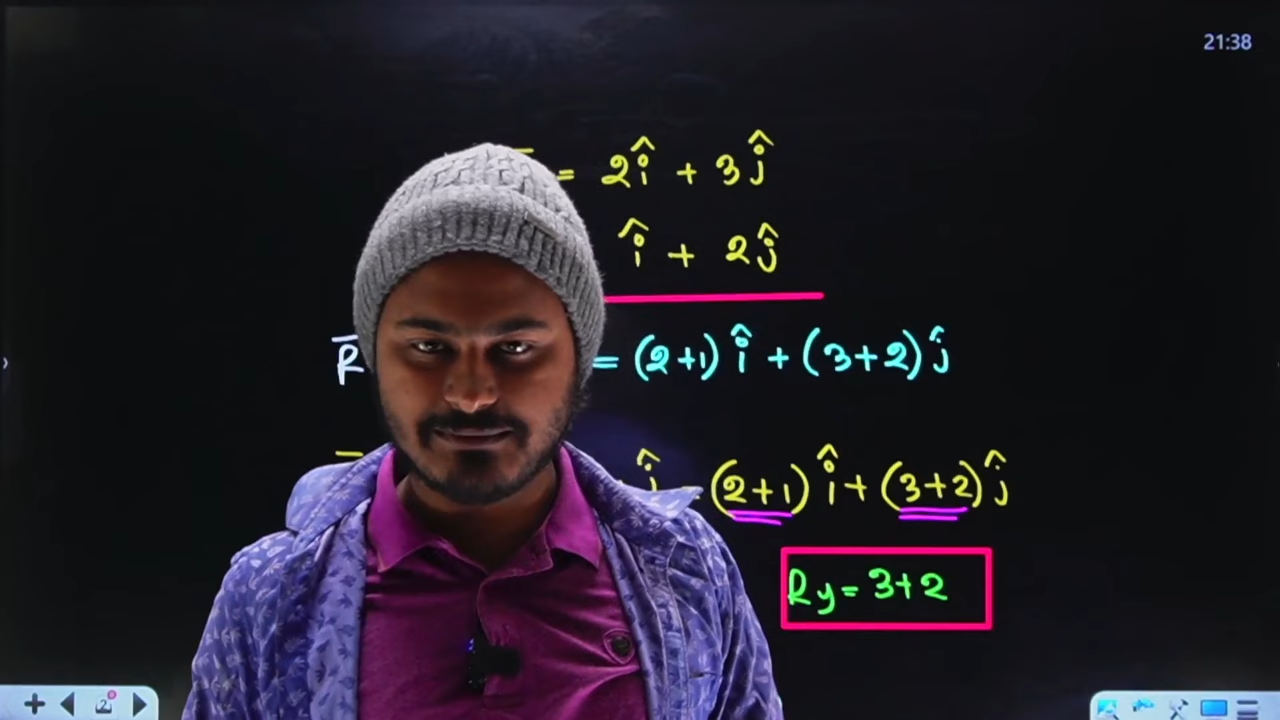 21:38
= 2î + 3ĵ
î + 2ĵ
R̄ = (2+1) î + (3+2) ĵ
ĵ = (2+1) î + (3+2) ĵ
Ry = 3+2